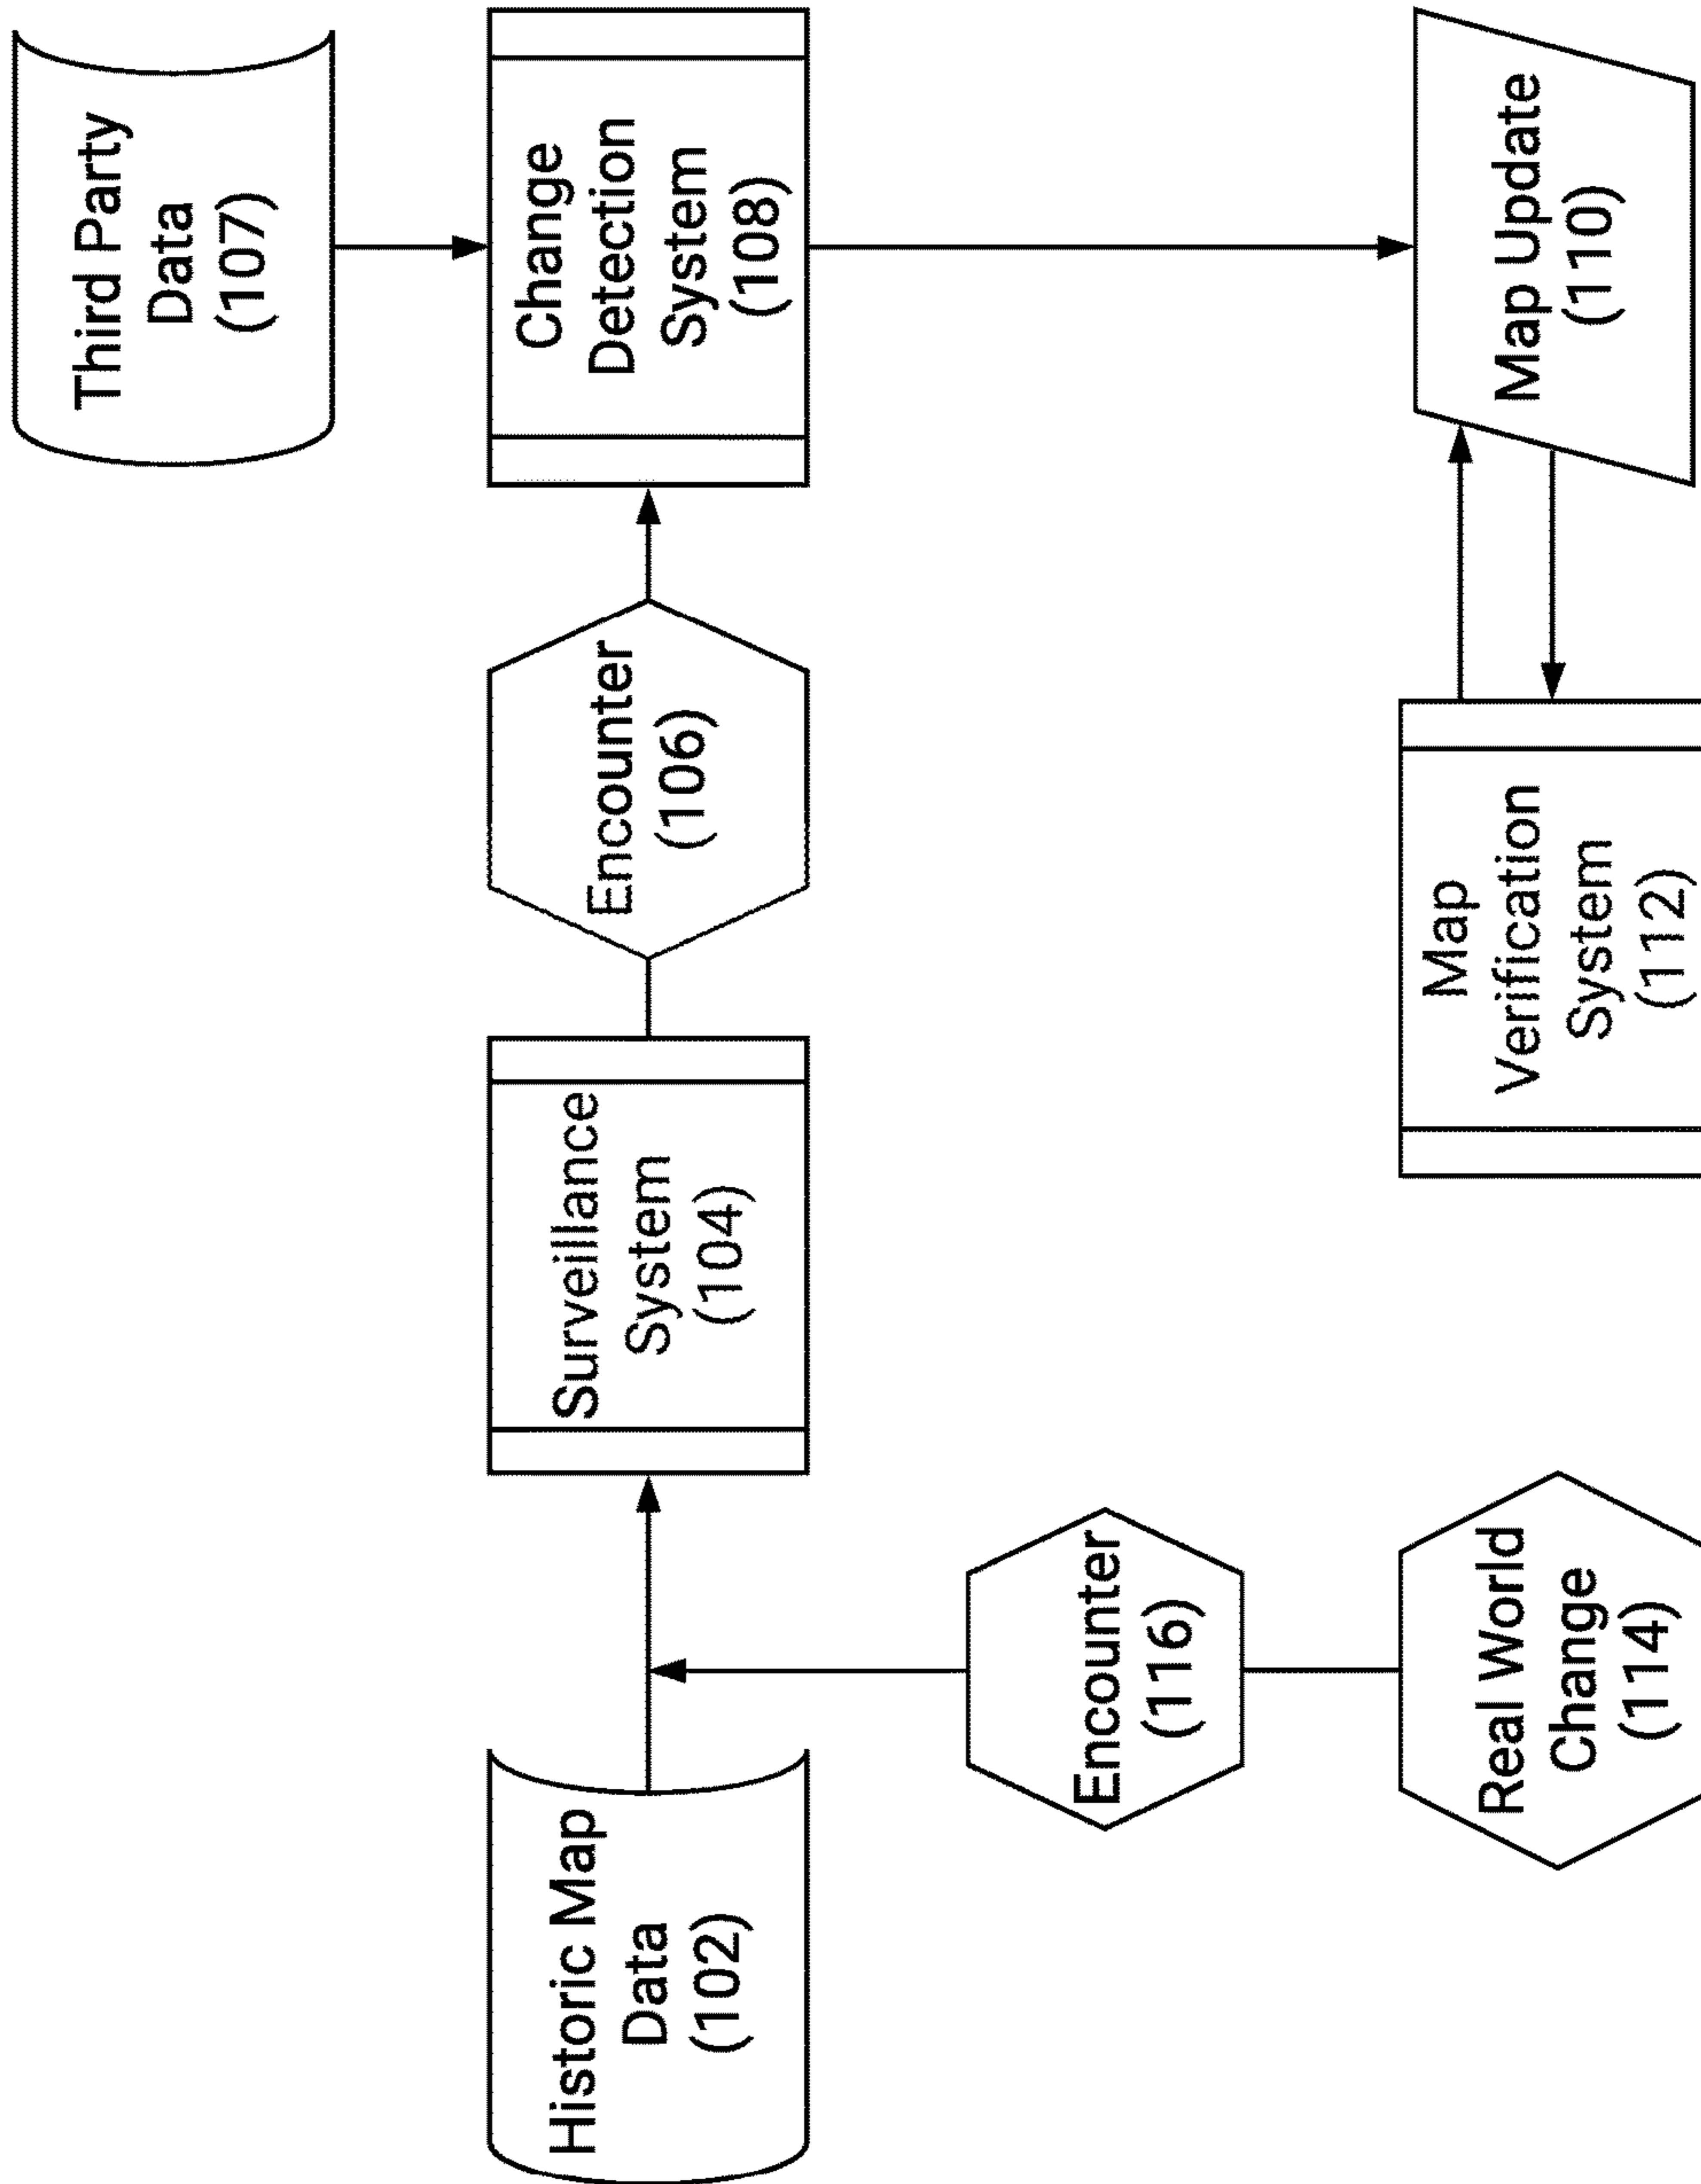 Third Party
Data
(107)
Historic Map
Data
(102)
Surveillance
System
(104)
Encounter
(106)
Change
Detection
System
(108)
Encounter
(116)
Real World
Change
(114)
Map
Verification
System
(112)
Map Update
(110)